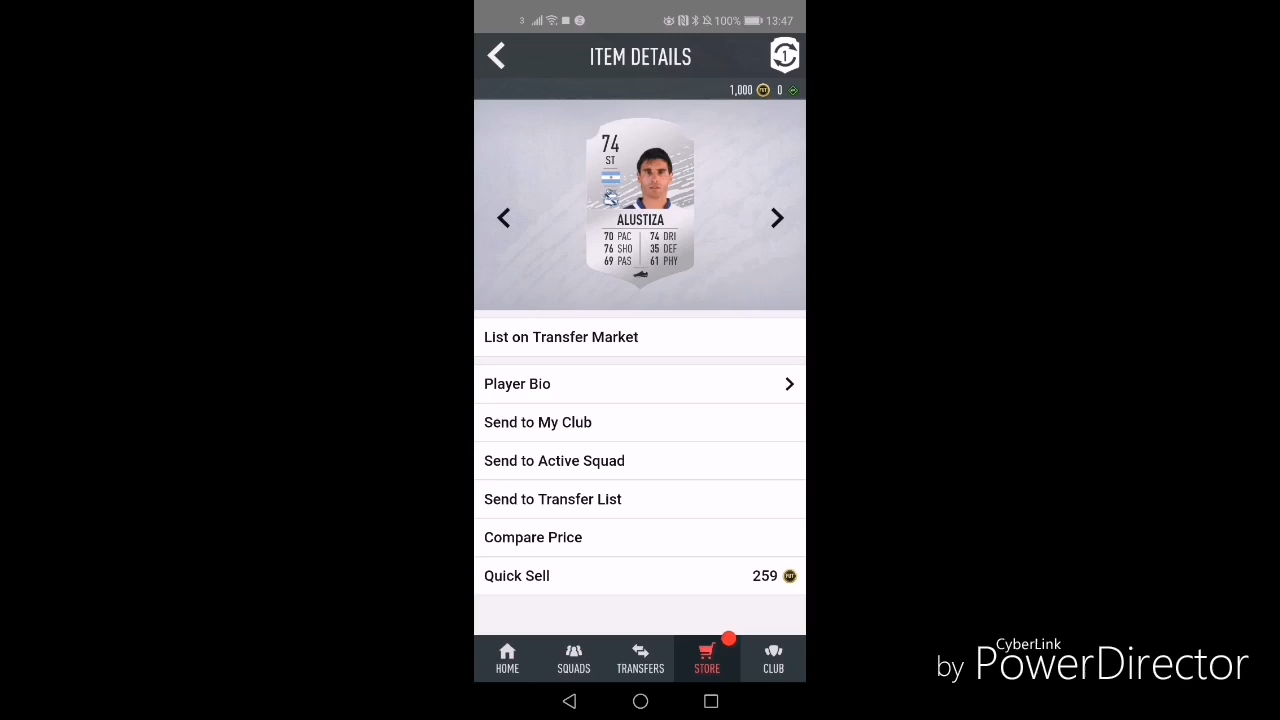 3 100% 13:47
ITEM DETAILS
1
1,000 0
74
ST
ALUSTIZA
70 PAC 74 DRI
76 SHO 35 DEF
69 PAS 61 PHY
List on Transfer Market
Player Bio
Send to My Club
Send to Active Squad
Send to Transfer List
Compare Price
Quick Sell 259
HOME SQUADS TRANSFERS STORE CLUB
CyberLink
by PowerDirector